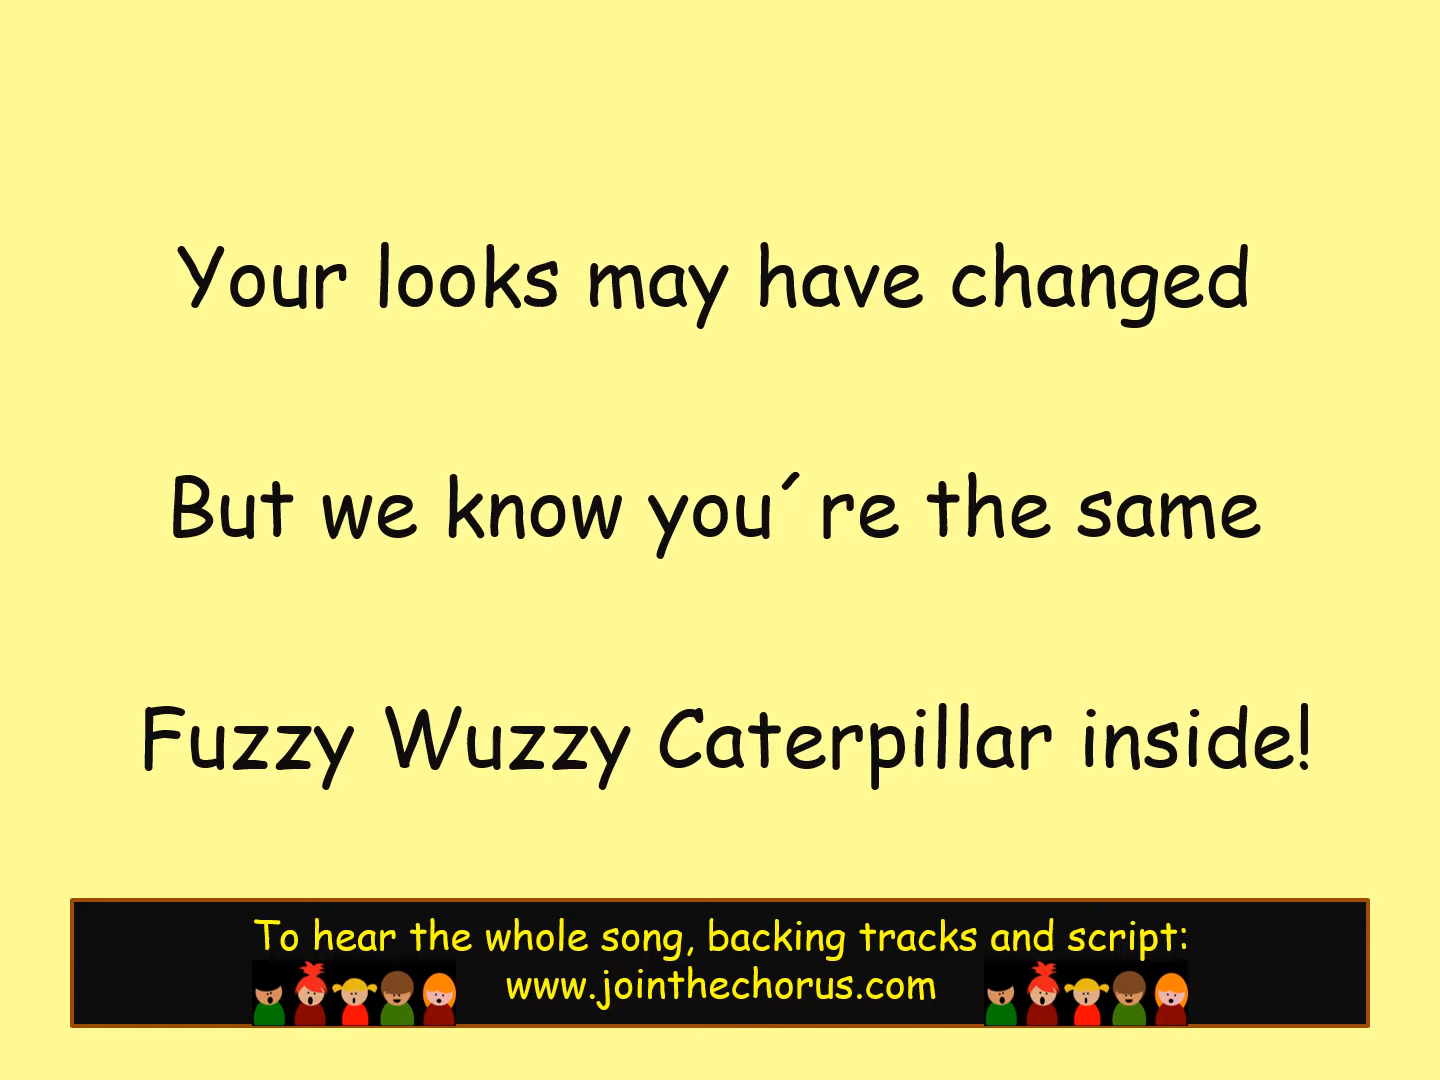 Your looks may have changed
But we know you´re the same
Fuzzy Wuzzy Caterpillar inside!
To hear the whole song, backing tracks and script:
www.jointhechorus.com